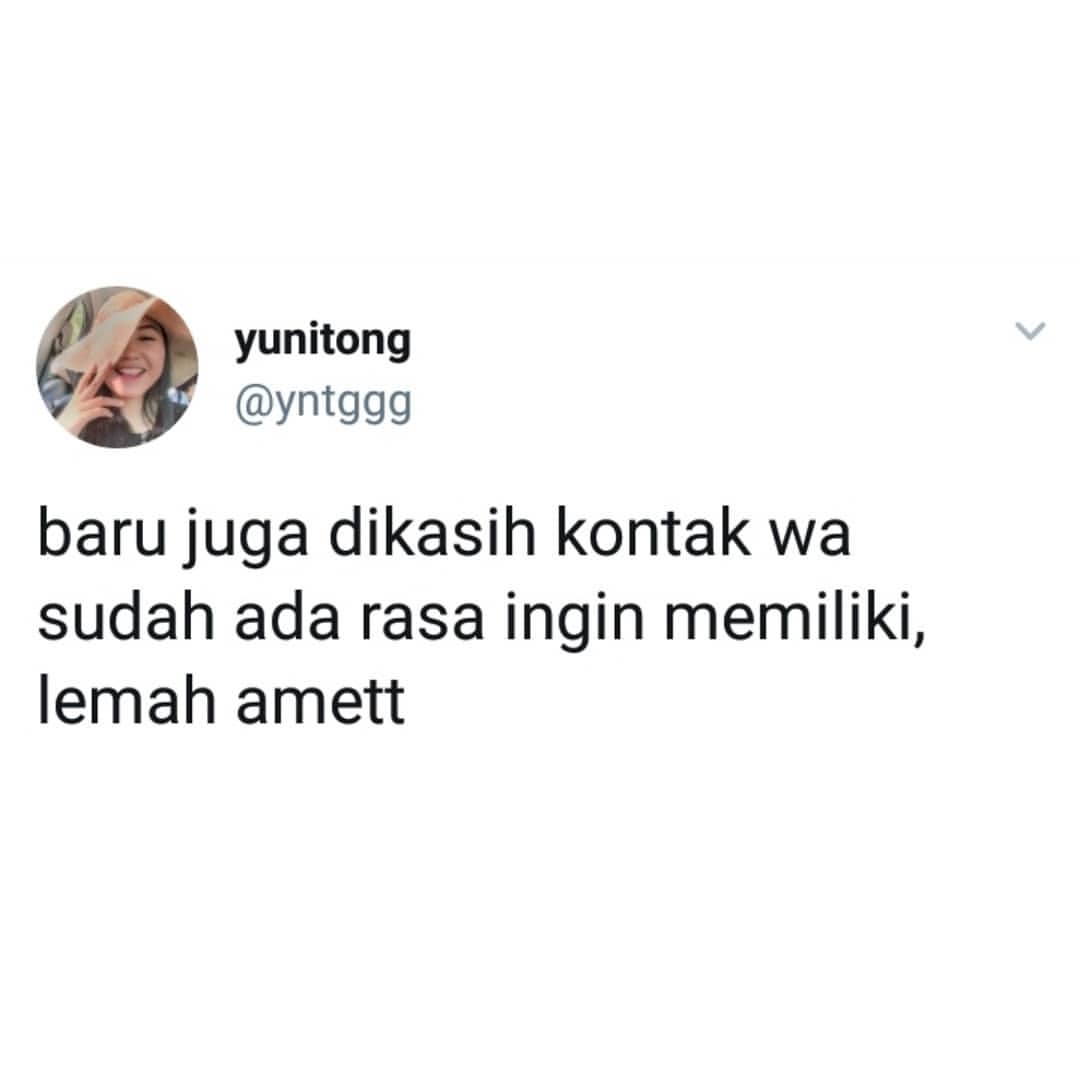 yunitong
@yntggg
baru juga dikasih kontak wa
sudah ada rasa ingin memiliki,
lemah amett